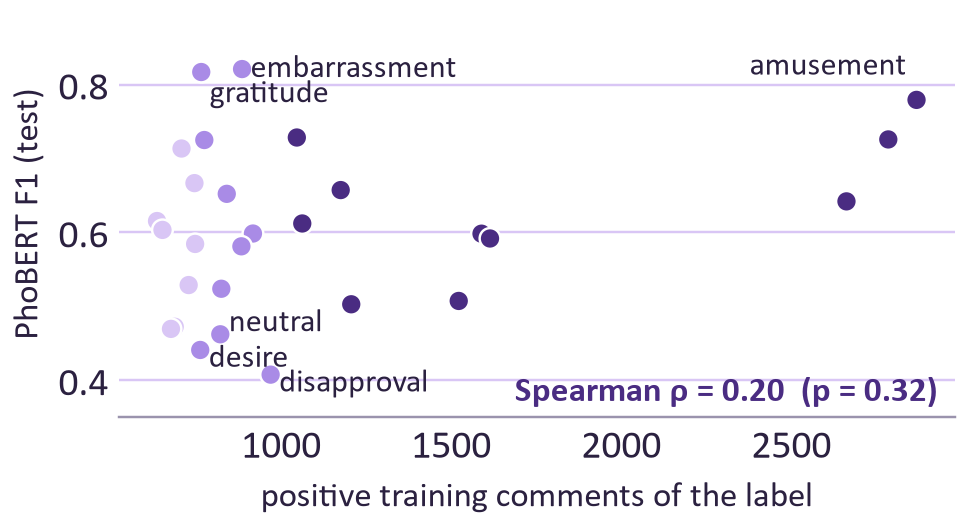 embarrassment
amusement
gratitude
0.8
0.6
0.4
PhoBERT F1 (test)
neutral
desire
disapproval
Spearman ρ = 0.20 (p = 0.32)
1000 1500 2000 2500
positive training comments of the label